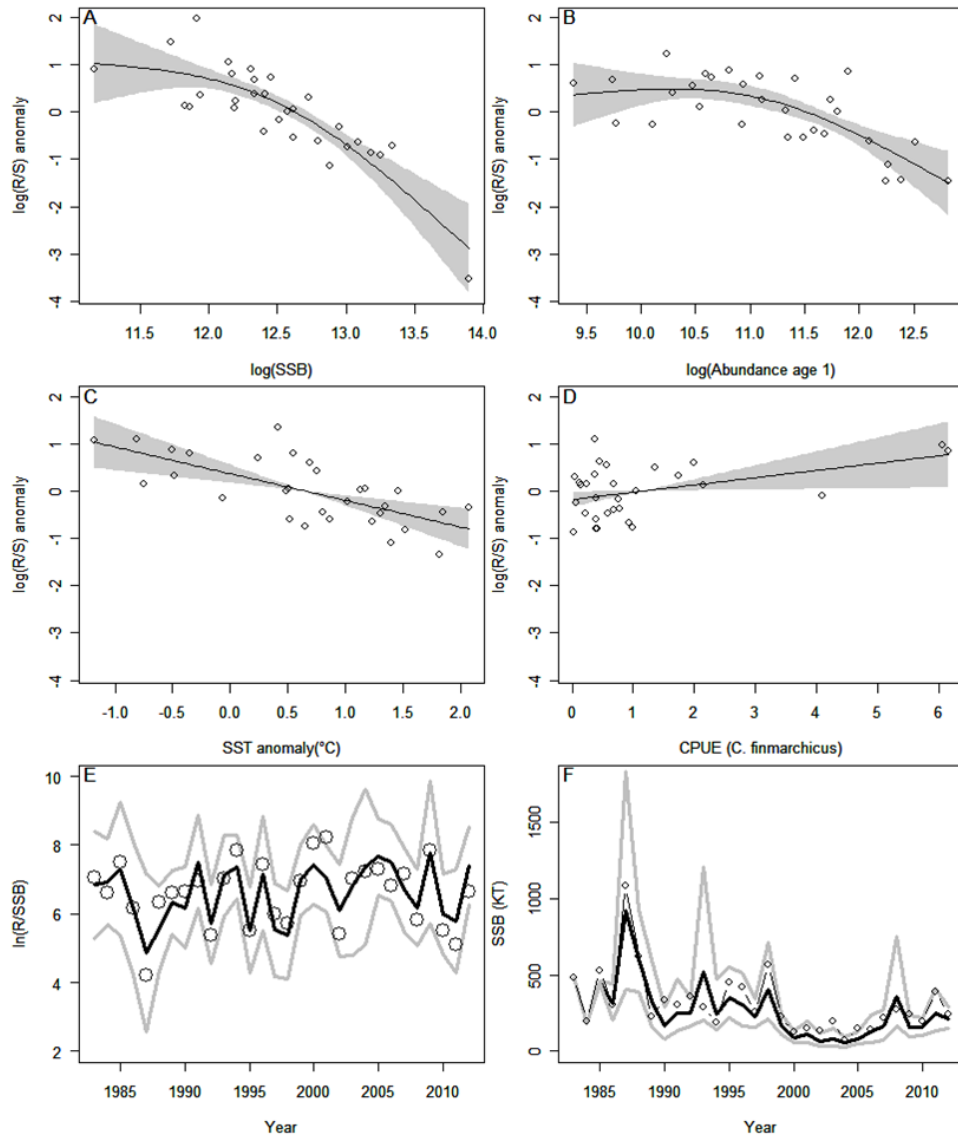 A
log(R/S) anomaly
2
1
0
-1
-2
-3
-4
11.5 12.0 12.5 13.0 13.5 14.0
log(SSB)
B
log(R/S) anomaly
2
1
0
-1
-2
-3
-4
9.5 10.0 10.5 11.0 11.5 12.0 12.5
log(Abundance age 1)
C
log(R/S) anomaly
2
1
0
-1
-2
-3
-4
-1.0 -0.5 0.0 0.5 1.0 1.5 2.0
SST anomaly(°C)
D
log(R/S) anomaly
2
1
0
-1
-2
-3
-4
0 1 2 3 4 5 6
CPUE (C. finmarchicus)
E
ln(R/SSB)
10
8
6
4
2
1985 1990 1995 2000 2005 2010
Year
F
SSB (KT)
1500
1000
500
0
1985 1990 1995 2000 2005 2010
Year